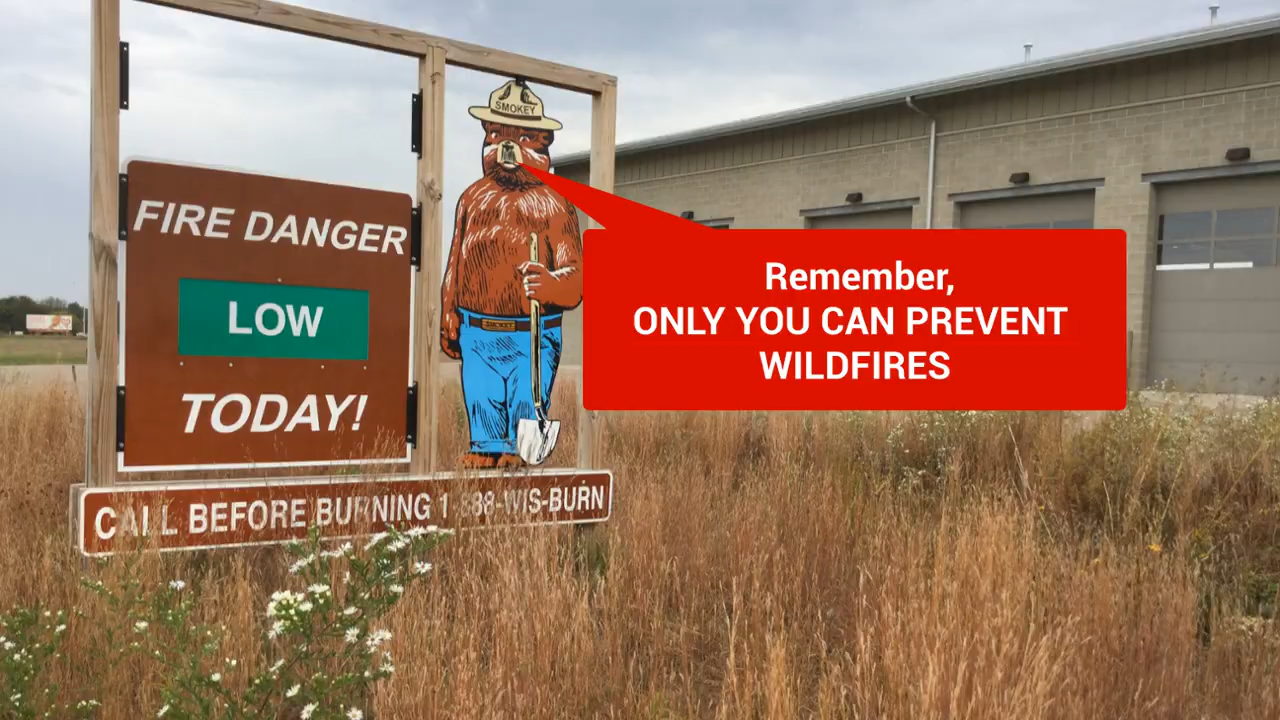 SMOKEY
FIRE DANGER
LOW
TODAY!
CALL BEFORE BURNING 1 888-WIS-BURN
Remember,
ONLY YOU CAN PREVENT
WILDFIRES